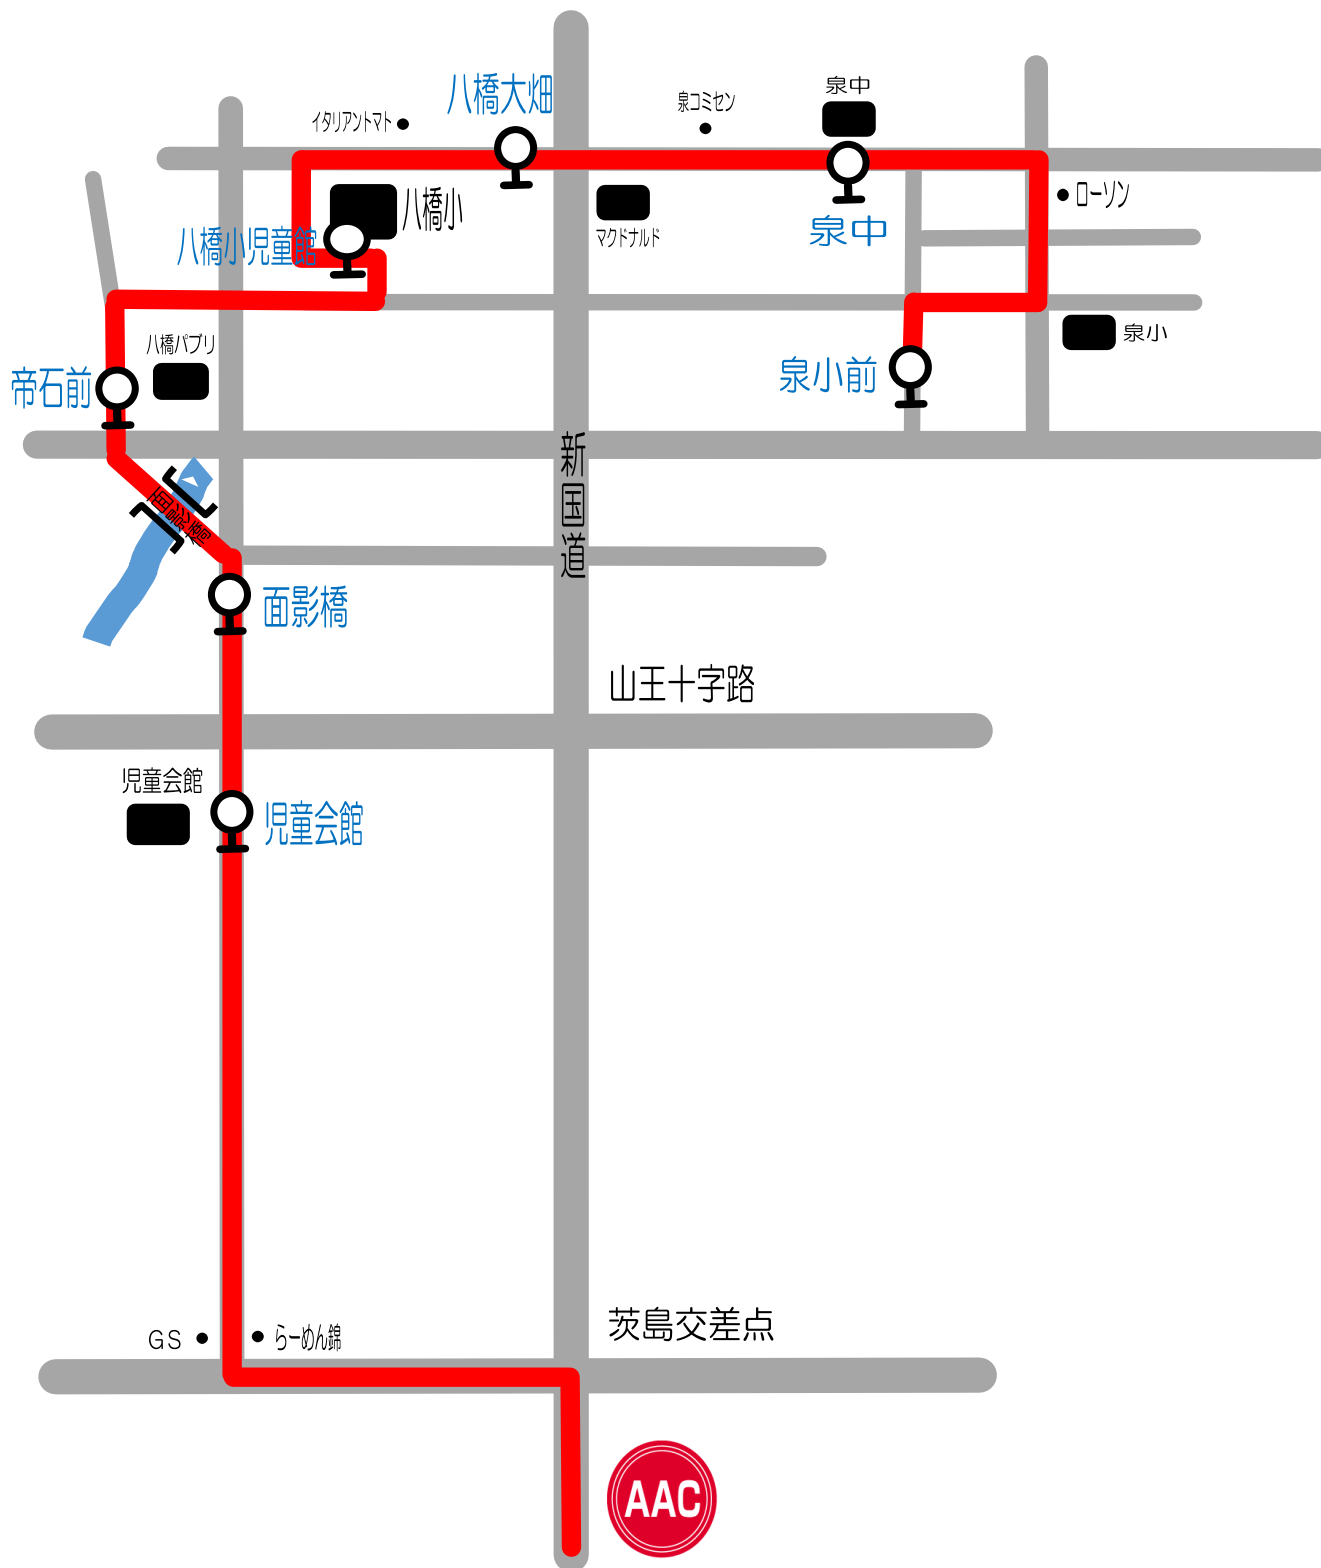 八橋大畑
泉中
泉コミセン
イタリアントマト
ローソン
八橋小
八橋小児童館
マクドナルド
泉中
泉小
八橋パブリ
帝石前
泉小前
新国道
面影橋
面影橋
山王十字路
児童会館
児童会館
茨島交差点
GS
らーめん錦
AAC